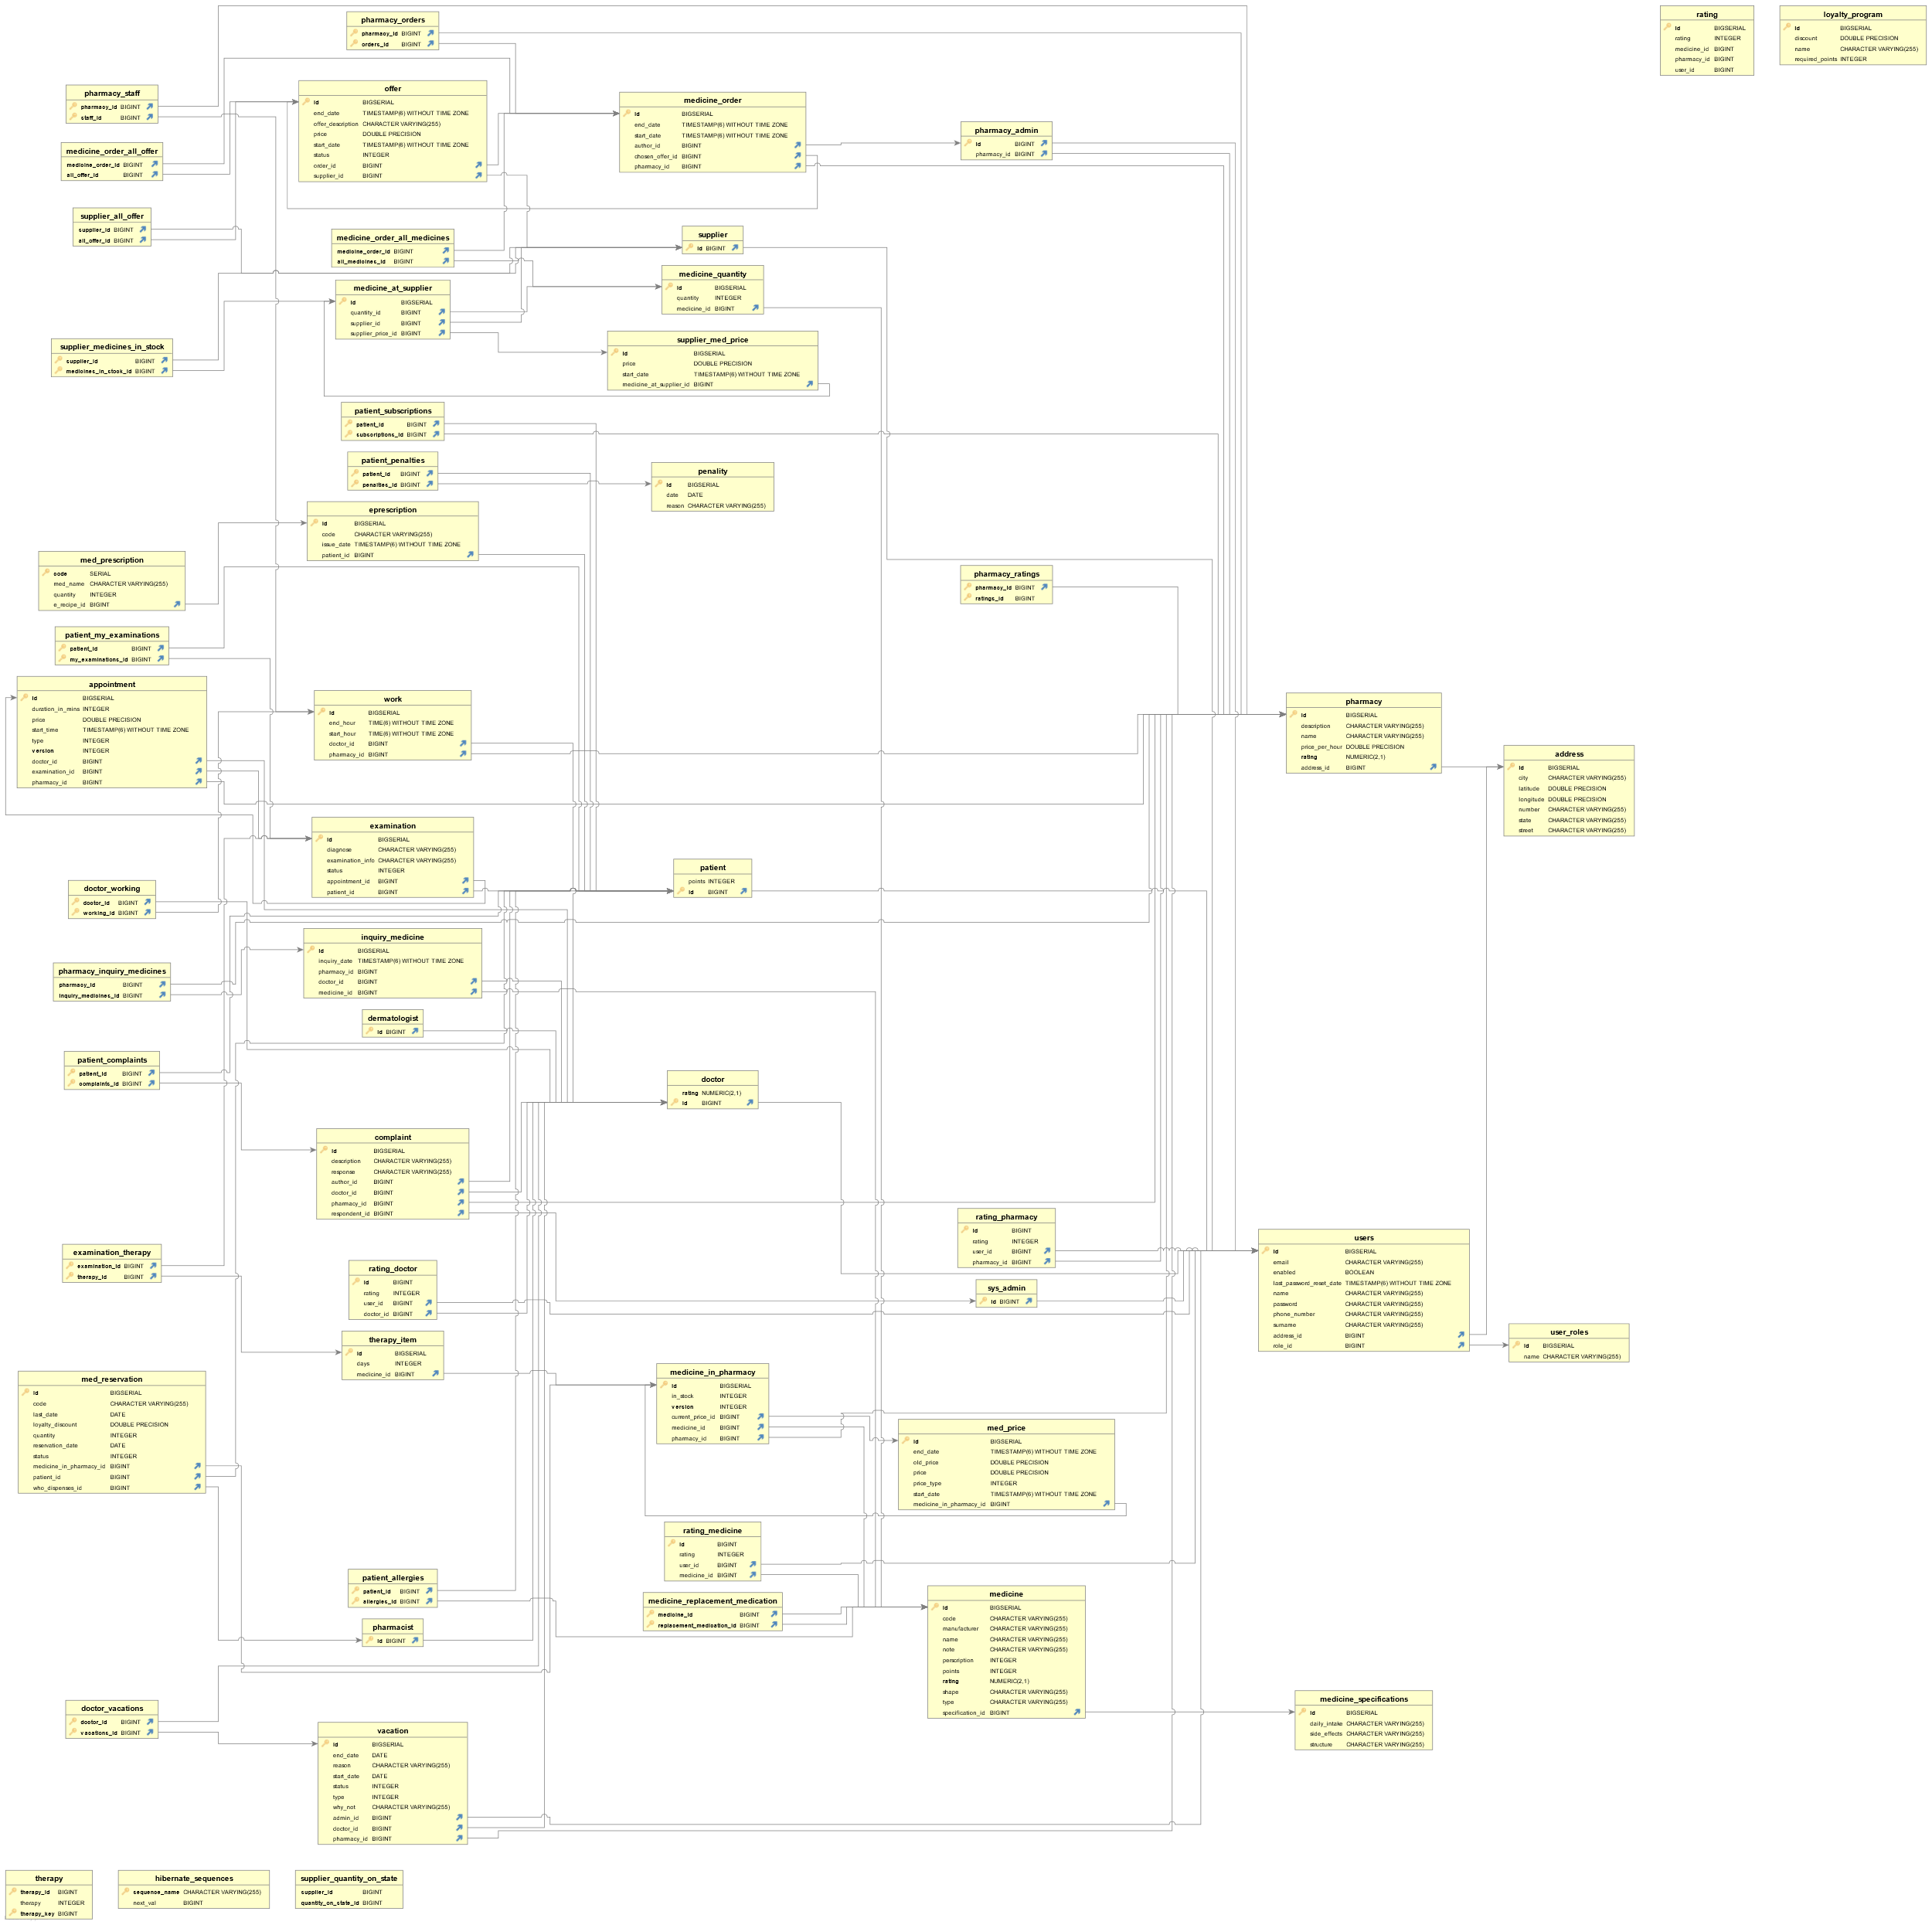 pharmacy_orders
pharmacy_id BIGINT
orders_id BIGINT
rating
id BIGSERIAL
rating INTEGER
medicine_id BIGINT
pharmacy_id BIGINT
user_id BIGINT
loyalty_program
id BIGSERIAL
discount DOUBLE PRECISION
name CHARACTER VARYING(255)
required_points INTEGER
pharmacy_staff
pharmacy_id BIGINT
staff_id BIGINT
offer
id BIGSERIAL
end_date TIMESTAMP(6) WITHOUT TIME ZONE
offer_description CHARACTER VARYING(255)
price DOUBLE PRECISION
start_date TIMESTAMP(6) WITHOUT TIME ZONE
status INTEGER
order_id BIGINT
supplier_id BIGINT
medicine_order
id BIGSERIAL
end_date TIMESTAMP(6) WITHOUT TIME ZONE
start_date TIMESTAMP(6) WITHOUT TIME ZONE
author_id BIGINT
chosen_offer_id BIGINT
pharmacy_id BIGINT
pharmacy_admin
id BIGINT
pharmacy_id BIGINT
medicine_order_all_offer
medicine_order_id BIGINT
all_offer_id BIGINT
supplier_all_offer
supplier_id BIGINT
all_offer_id BIGINT
medicine_order_all_medicines
medicine_order_id BIGINT
all_medicines_id BIGINT
supplier
id BIGINT
medicine_quantity
id BIGSERIAL
quantity INTEGER
medicine_id BIGINT
medicine_at_supplier
id BIGSERIAL
quantity_id BIGINT
supplier_id BIGINT
supplier_price_id BIGINT
supplier_medicines_in_stock
supplier_id BIGINT
medicines_in_stock_id BIGINT
supplier_med_price
id BIGSERIAL
price DOUBLE PRECISION
start_date TIMESTAMP(6) WITHOUT TIME ZONE
medicine_at_supplier_id BIGINT
patient_subscriptions
patient_id BIGINT
subscriptions_id BIGINT
patient_penalties
patient_id BIGINT
penalties_id BIGINT
penality
id BIGSERIAL
date DATE
reason CHARACTER VARYING(255)
eprescription
id BIGSERIAL
code CHARACTER VARYING(255)
issue_date TIMESTAMP(6) WITHOUT TIME ZONE
patient_id BIGINT
med_prescription
code SERIAL
med_name CHARACTER VARYING(255)
quantity INTEGER
e_recipe_id BIGINT
pharmacy_ratings
pharmacy_id BIGINT
ratings_id BIGINT
patient_my_examinations
patient_id BIGINT
my_examinations_id BIGINT
appointment
id BIGSERIAL
duration_in_mins INTEGER
price DOUBLE PRECISION
start_time TIMESTAMP(6) WITHOUT TIME ZONE
type INTEGER
version INTEGER
doctor_id BIGINT
examination_id BIGINT
pharmacy_id BIGINT
work
id BIGSERIAL
end_hour TIME(6) WITHOUT TIME ZONE
start_hour TIME(6) WITHOUT TIME ZONE
doctor_id BIGINT
pharmacy_id BIGINT
pharmacy
id BIGSERIAL
description CHARACTER VARYING(255)
name CHARACTER VARYING(255)
price_per_hour DOUBLE PRECISION
rating NUMERIC(2,1)
address_id BIGINT
address
id BIGSERIAL
city CHARACTER VARYING(255)
latitude DOUBLE PRECISION
longitude DOUBLE PRECISION
number CHARACTER VARYING(255)
state CHARACTER VARYING(255)
street CHARACTER VARYING(255)
examination
id BIGSERIAL
diagnose CHARACTER VARYING(255)
examination_info CHARACTER VARYING(255)
status INTEGER
appointment_id BIGINT
patient_id BIGINT
patient
points INTEGER
id BIGINT
doctor_working
doctor_id BIGINT
working_id BIGINT
inquiry_medicine
id BIGSERIAL
inquiry_date TIMESTAMP(6) WITHOUT TIME ZONE
pharmacy_id BIGINT
doctor_id BIGINT
medicine_id BIGINT
pharmacy_inquiry_medicines
pharmacy_id BIGINT
inquiry_medicines_id BIGINT
dermatologist
id BIGINT
patient_complaints
patient_id BIGINT
complaints_id BIGINT
doctor
rating NUMERIC(2,1)
id BIGINT
complaint
id BIGSERIAL
description CHARACTER VARYING(255)
response CHARACTER VARYING(255)
author_id BIGINT
doctor_id BIGINT
pharmacy_id BIGINT
respondent_id BIGINT
rating_pharmacy
id BIGINT
rating INTEGER
user_id BIGINT
pharmacy_id BIGINT
users
id BIGSERIAL
email CHARACTER VARYING(255)
enabled BOOLEAN
last_password_reset_date TIMESTAMP(6) WITHOUT TIME ZONE
name CHARACTER VARYING(255)
password CHARACTER VARYING(255)
phone_number CHARACTER VARYING(255)
surname CHARACTER VARYING(255)
address_id BIGINT
role_id BIGINT
examination_therapy
examination_id BIGINT
therapy_id BIGINT
rating_doctor
id BIGINT
rating INTEGER
user_id BIGINT
doctor_id BIGINT
sys_admin
id BIGINT
user_roles
id BIGSERIAL
name CHARACTER VARYING(255)
therapy_item
id BIGSERIAL
days INTEGER
medicine_id BIGINT
med_reservation
id BIGSERIAL
code CHARACTER VARYING(255)
last_date DATE
loyalty_discount DOUBLE PRECISION
quantity INTEGER
reservation_date DATE
status INTEGER
medicine_in_pharmacy_id BIGINT
patient_id BIGINT
who_dispenses_id BIGINT
medicine_in_pharmacy
id BIGSERIAL
in_stock INTEGER
version INTEGER
current_price_id BIGINT
medicine_id BIGINT
pharmacy_id BIGINT
med_price
id BIGSERIAL
end_date TIMESTAMP(6) WITHOUT TIME ZONE
old_price DOUBLE PRECISION
price DOUBLE PRECISION
price_type INTEGER
start_date TIMESTAMP(6) WITHOUT TIME ZONE
medicine_in_pharmacy_id BIGINT
rating_medicine
id BIGINT
rating INTEGER
user_id BIGINT
medicine_id BIGINT
patient_allergies
patient_id BIGINT
allergies_id BIGINT
medicine_replacement_medication
medicine_id BIGINT
replacement_medication_id BIGINT
medicine
id BIGSERIAL
code CHARACTER VARYING(255)
manufacturer CHARACTER VARYING(255)
name CHARACTER VARYING(255)
note CHARACTER VARYING(255)
perscription INTEGER
points INTEGER
rating NUMERIC(2,1)
shape CHARACTER VARYING(255)
type CHARACTER VARYING(255)
specification_id BIGINT
pharmacist
id BIGINT
doctor_vacations
doctor_id BIGINT
vacations_id BIGINT
vacation
id BIGSERIAL
end_date DATE
reason CHARACTER VARYING(255)
start_date DATE
status INTEGER
type INTEGER
why_not CHARACTER VARYING(255)
admin_id BIGINT
doctor_id BIGINT
pharmacy_id BIGINT
medicine_specifications
id BIGSERIAL
daily_intake CHARACTER VARYING(255)
side_effects CHARACTER VARYING(255)
structure CHARACTER VARYING(255)
therapy
therapy_id BIGINT
therapy INTEGER
therapy_key BIGINT
hibernate_sequences
sequence_name CHARACTER VARYING(255)
next_val BIGINT
supplier_quantity_on_state
supplier_id BIGINT
quantity_on_state_id BIGINT